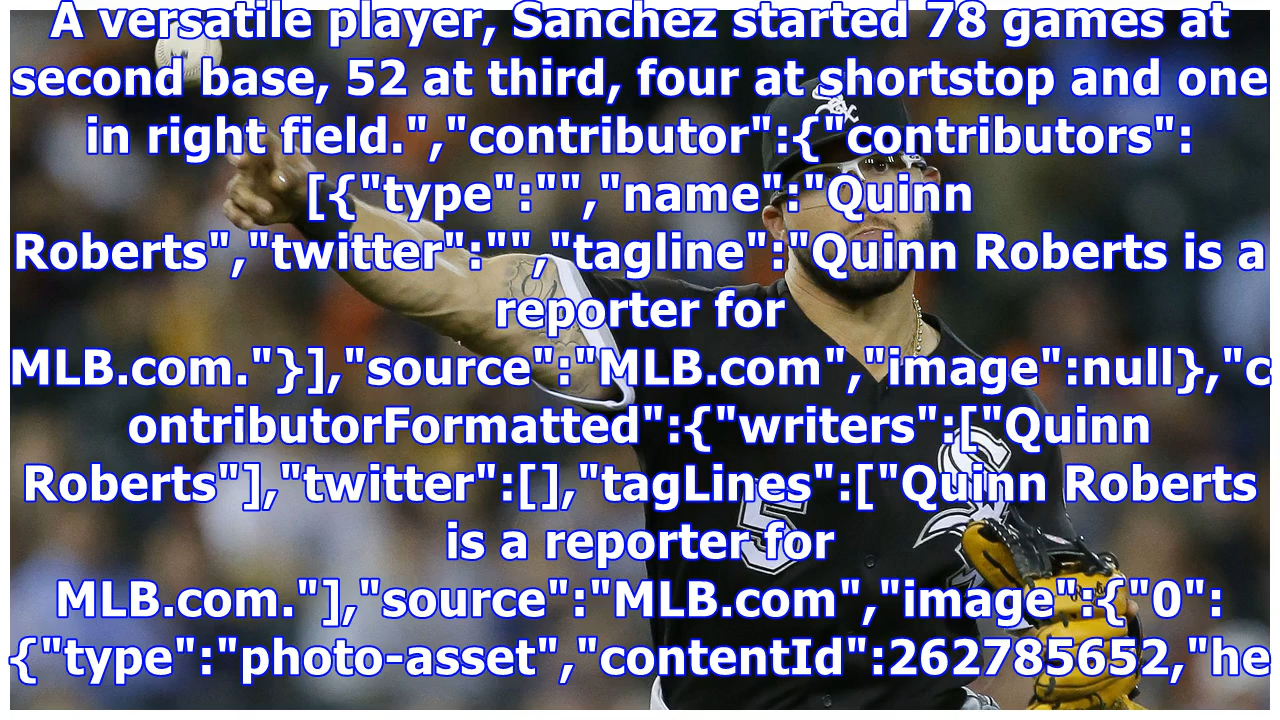 A versatile player, Sanchez started 78 games at
second base, 52 at third, four at shortstop and one
in right field.","contributor":{"contributors":
[{"type":"","name":"Quinn
Roberts","twitter":"","tagline":"Quinn Roberts is a
reporter for
MLB.com."}],"source":"MLB.com","image":null},"c
ontributorFormatted":{"writers":["Quinn
Roberts"],"twitter":[],"tagLines":["Quinn Roberts
is a reporter for
MLB.com."],"source":"MLB.com","image":{"0":
{"type":"photo-asset","contentId":262785652,"he
Sox
5